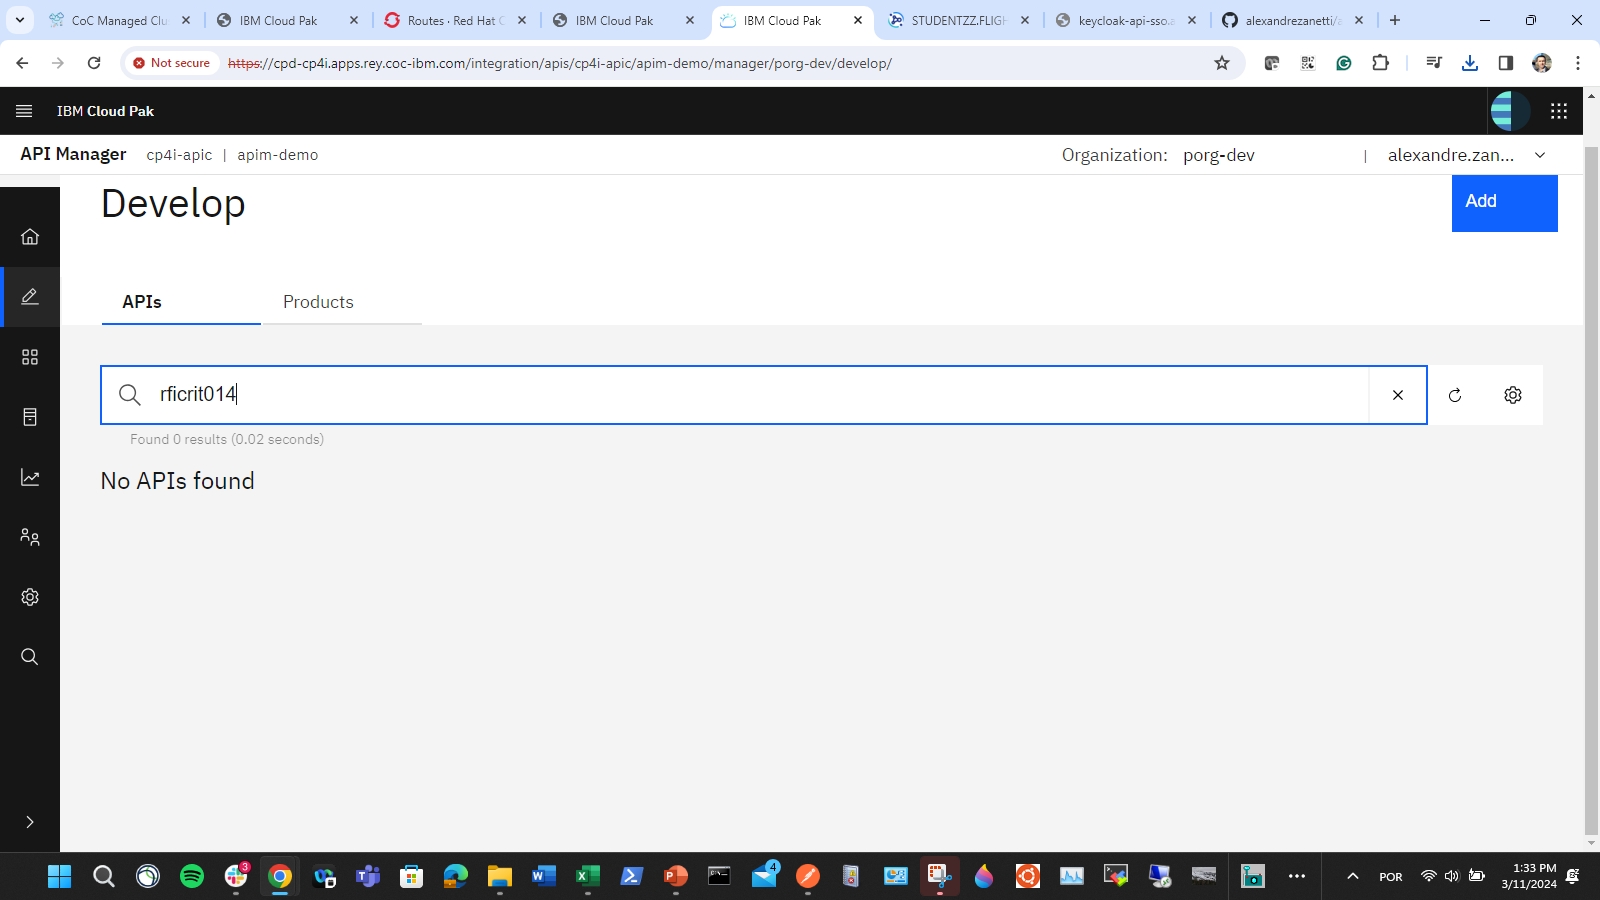 CoC Managed Clu
IBM Cloud Pak
Routes · Red Hat C
IBM Cloud Pak
IBM Cloud Pak
STUDENTZZ.FLIGH
keycloak-api-sso.a
alexandrezanetti/a
Not secure
https://cpd-cp4i.apps.rey.coc-ibm.com/integration/apis/cp4i-apic/apim-demo/manager/porg-dev/develop/
IBM Cloud Pak
API Manager cp4i-apic | apim-demo
Organization: porg-dev | alexandre.zan...
Develop
Add
APIs
Products
rficrit014
Found 0 results (0.02 seconds)
No APIs found
3
4
POR
1:33 PM
3/11/2024